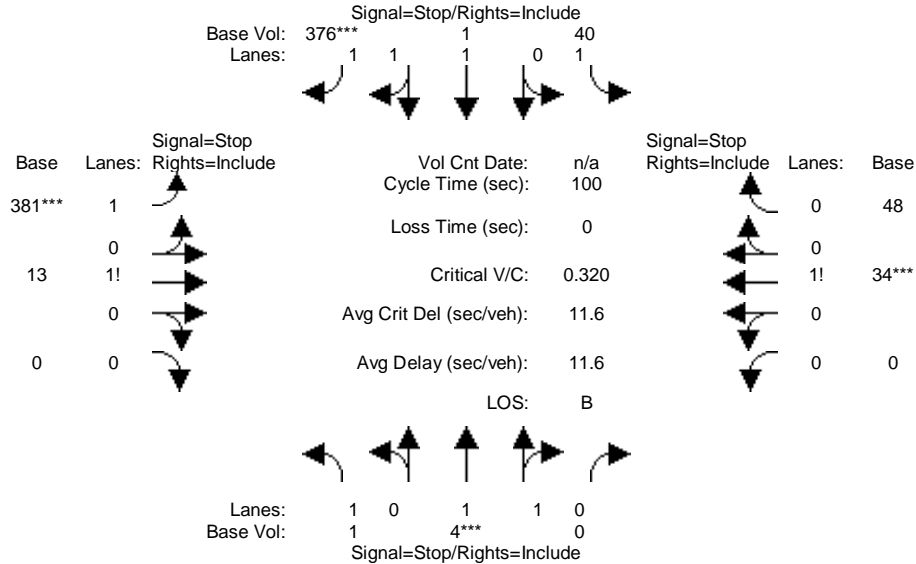 Signal=Stop/Rights=Include
Base Vol: 376*** 1 40
Lanes: 1 1 1 0 1
Signal=Stop Signal=Stop
Base Lanes: Rights=Include Vol Cnt Date: n/a Rights=Include Lanes: Base
Cycle Time (sec): 100
381*** 1 0 48
Loss Time (sec): 0
0 0
13 1! Critical V/C: 0.320 1! 34***
0 Avg Crit Del (sec/veh): 11.6 0
0 0 Avg Delay (sec/veh): 11.6 0 0
LOS: B
Lanes: 1 0 1 1 0
Base Vol: 1 4*** 0
Signal=Stop/Rights=Include